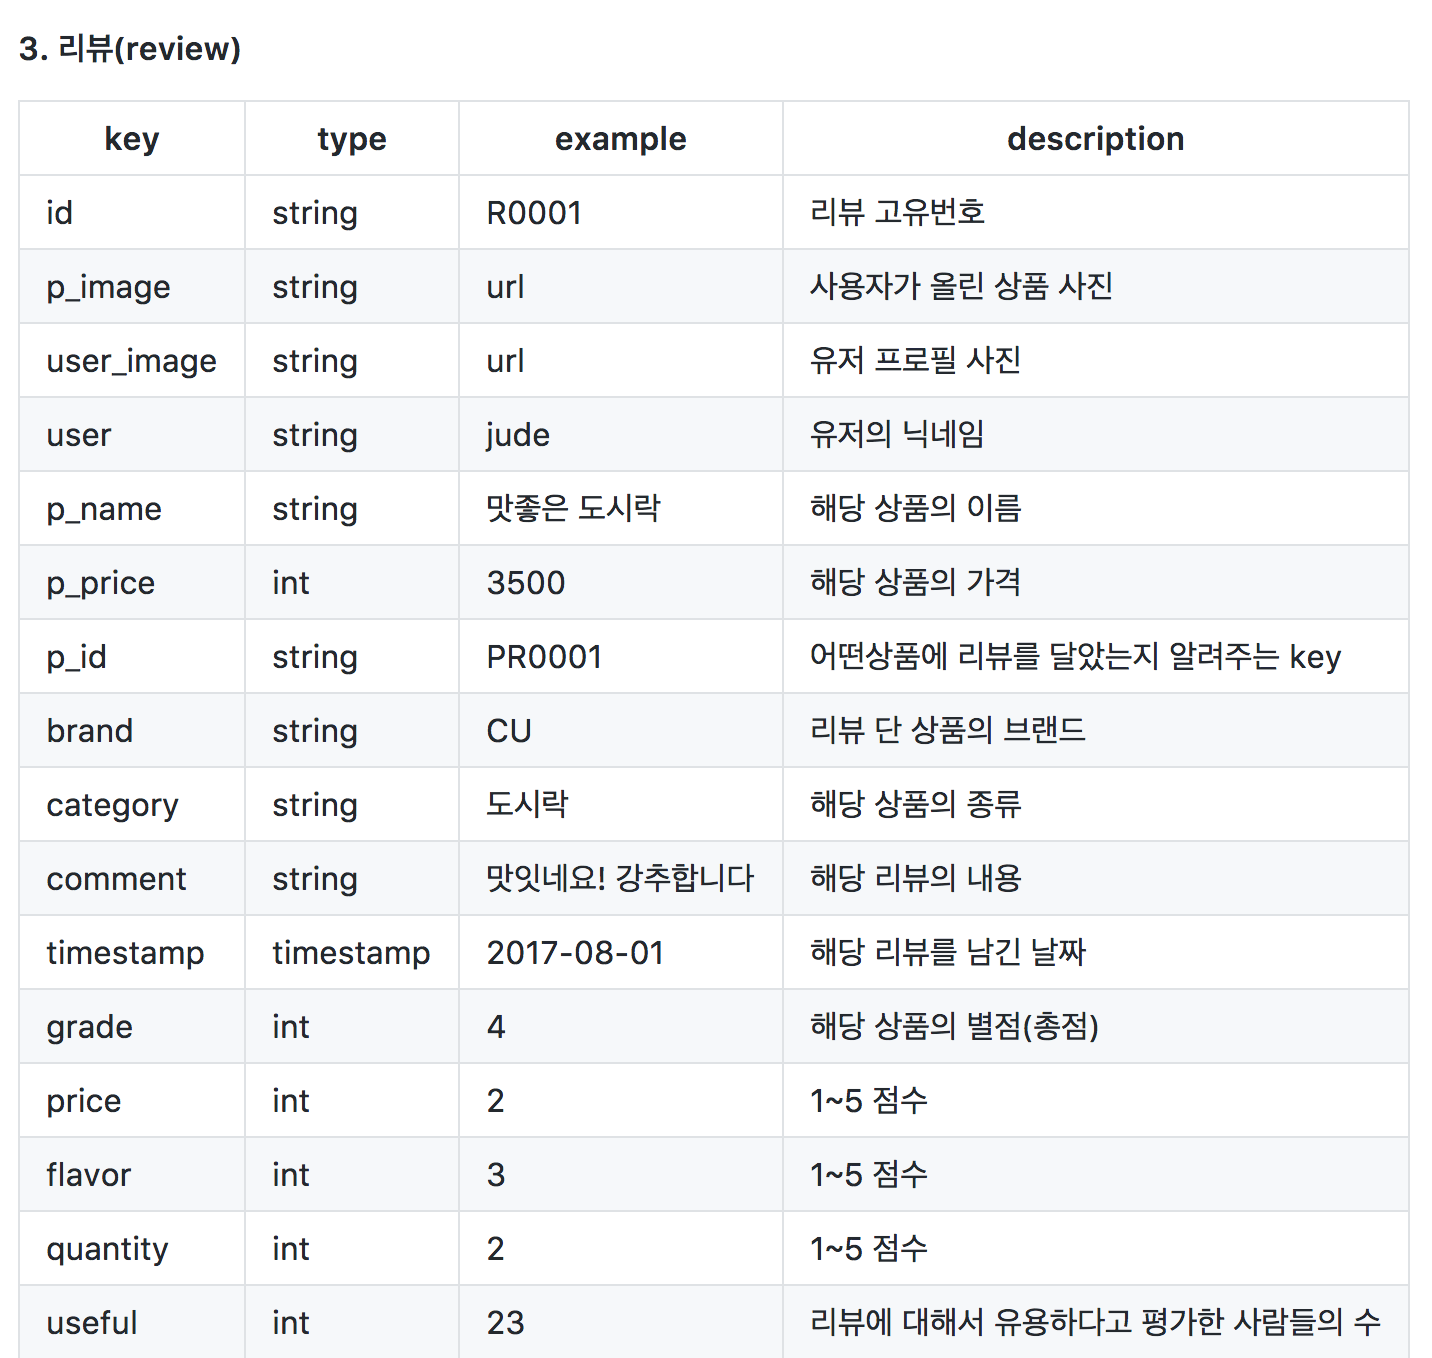 3. 리뷰(review)
key type example description
id string R0001 리뷰 고유번호
p_image string url 사용자가 올린 상품 사진
user_image string url 유저 프로필 사진
user string jude 유저의 닉네임
p_name string 맛좋은 도시락 해당 상품의 이름
p_price int 3500 해당 상품의 가격
p_id string PR0001 어떤상품에 리뷰를 달았는지 알려주는 key
brand string CU 리뷰 단 상품의 브랜드
category string 도시락 해당 상품의 종류
comment string 맛잇네요! 강추합니다 해당 리뷰의 내용
timestamp timestamp 2017-08-01 해당 리뷰를 남긴 날짜
grade int 4 해당 상품의 별점(총점)
price int 2 1~5 점수
flavor int 3 1~5 점수
quantity int 2 1~5 점수
useful int 23 리뷰에 대해서 유용하다고 평가한 사람들의 수